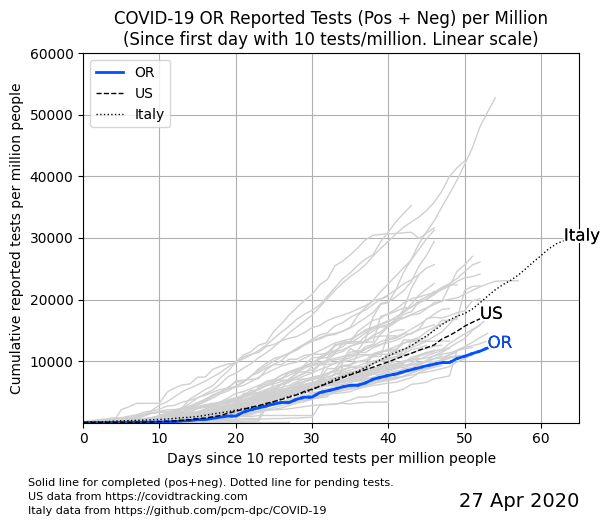 COVID-19 OR Reported Tests (Pos + Neg) per Million
(Since first day with 10 tests/million. Linear scale)
Cumulative reported tests per million people
60000
50000
40000
30000
20000
10000
OR
US
Italy
Italy
US
OR
0 10 20 30 40 50 60
Days since 10 reported tests per million people
Solid line for completed (pos+neg). Dotted line for pending tests.
US data from https://covidtracking.com
Italy data from https://github.com/pcm-dpc/COVID-19
27 Apr 2020